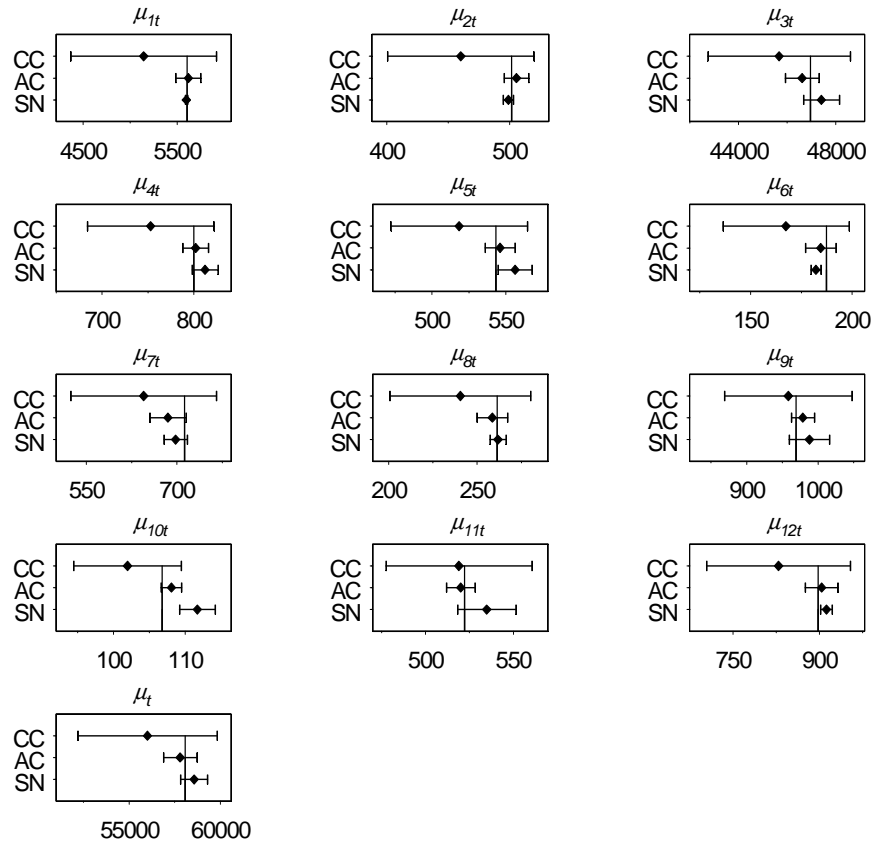 μ1t μ2t μ3t
CC CC CC
AC AC AC
SN SN SN
4500 5500 400 500 44000 48000
μ4t μ5t μ6t
CC CC CC
AC AC AC
SN SN SN
700 800 500 550 150 200
μ7t μ8t μ9t
CC CC CC
AC AC AC
SN SN SN
550 700 200 250 900 1000
μ10t μ11t μ12t
CC CC CC
AC AC AC
SN SN SN
100 110 500 550 750 900
μt
CC
AC
SN
55000 60000